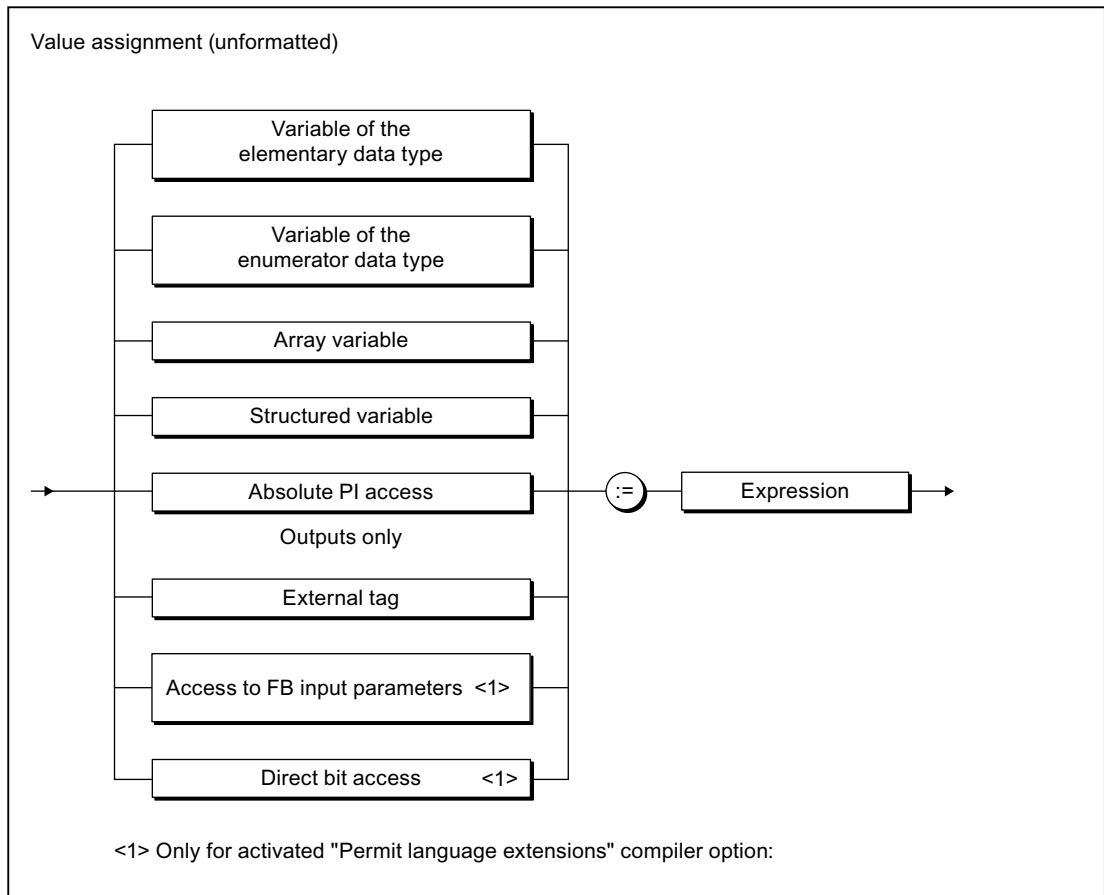 Value assignment (unformatted)
Variable of the
elementary data type
Variable of the
enumerator data type
Array variable
Structured variable
Absolute PI access
:=
Expression
Outputs only
External tag
Access to FB input parameters <1>
Direct bit access <1>
<1> Only for activated "Permit language extensions" compiler option: